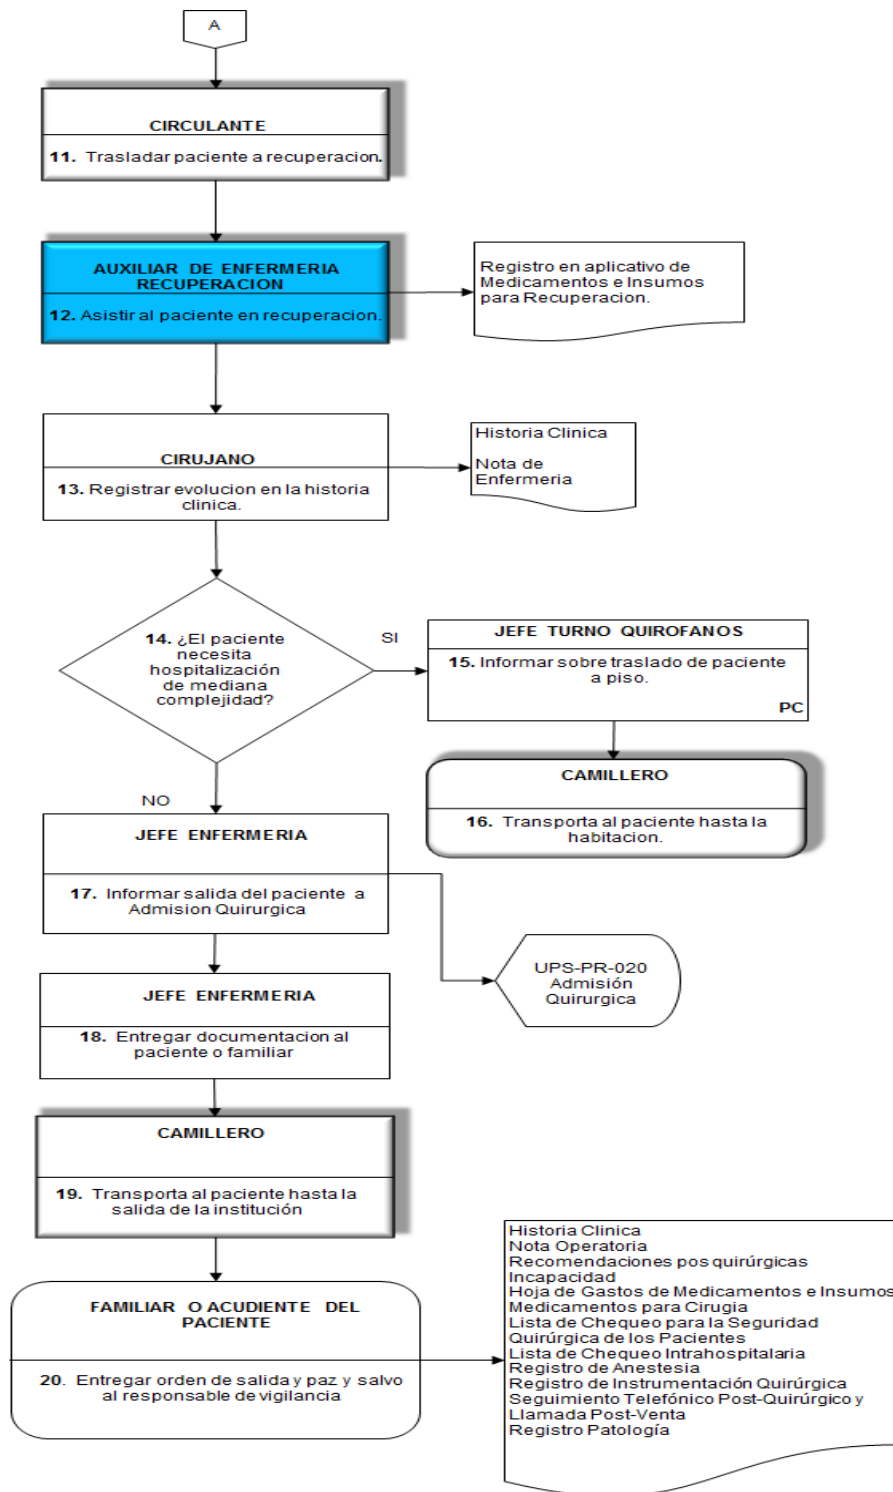 A
CIRCULANTE
11. Trasladar paciente a recuperacion.
AUXILIAR DE ENFERMERIA
RECUPERACION
12. Asistir al paciente en recuperacion.
Registro en aplicativo de
Medicamentos e Insumos
para Recuperacion.
CIRUJANO
13. Registrar evolucion en la historia
clinica.
Historia Clinica
Nota de
Enfermeria
14. ¿El paciente
necesita
hospitalización
de mediana
complejidad?
SI
JEFE TURNO QUIROFANOS
15. Informar sobre traslado de paciente
a piso.
PC
CAMILLERO
16. Transporta al paciente hasta la
habitacion.
NO
JEFE ENFERMERIA
17. Informar salida del paciente a
Admision Quirurgica
UPS-PR-020
Admisión
Quirurgica
JEFE ENFERMERIA
18. Entregar documentacion al
paciente o familiar
CAMILLERO
19. Transporta al paciente hasta la
salida de la institución
FAMILIAR O ACUDIENTE DEL
PACIENTE
20. Entregar orden de salida y paz y salvo
al responsable de vigilancia
Historia Clinica
Nota Operatoria
Recomendaciones pos quirúrgicas
Incapacidad
Hoja de Gastos de Medicamentos e Insumos
Medicamentos para Cirugia
Lista de Chequeo para la Seguridad
Quirúrgica de los Pacientes
Lista de Chequeo Intrahospitalaria
Registro de Anestesia
Registro de Instrumentación Quirúrgica
Seguimiento Telefónico Post-Quirúrgico y
Llamada Post-Venta
Registro Patología